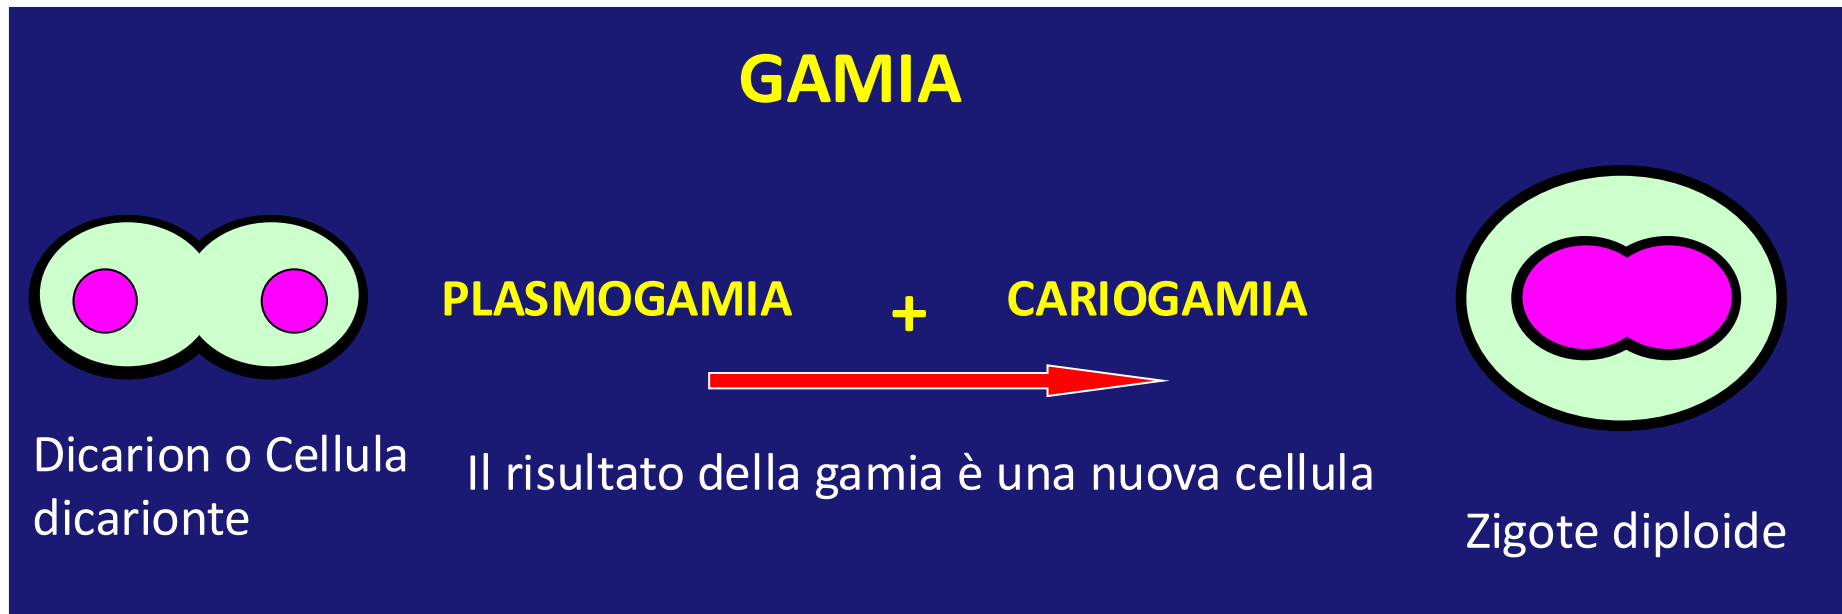 GAMIA
PLASMOGAMIA + CARIOGAMIA
Dicarion o Cellula
dicarionte
Il risultato della gamia è una nuova cellula
Zigote diploide